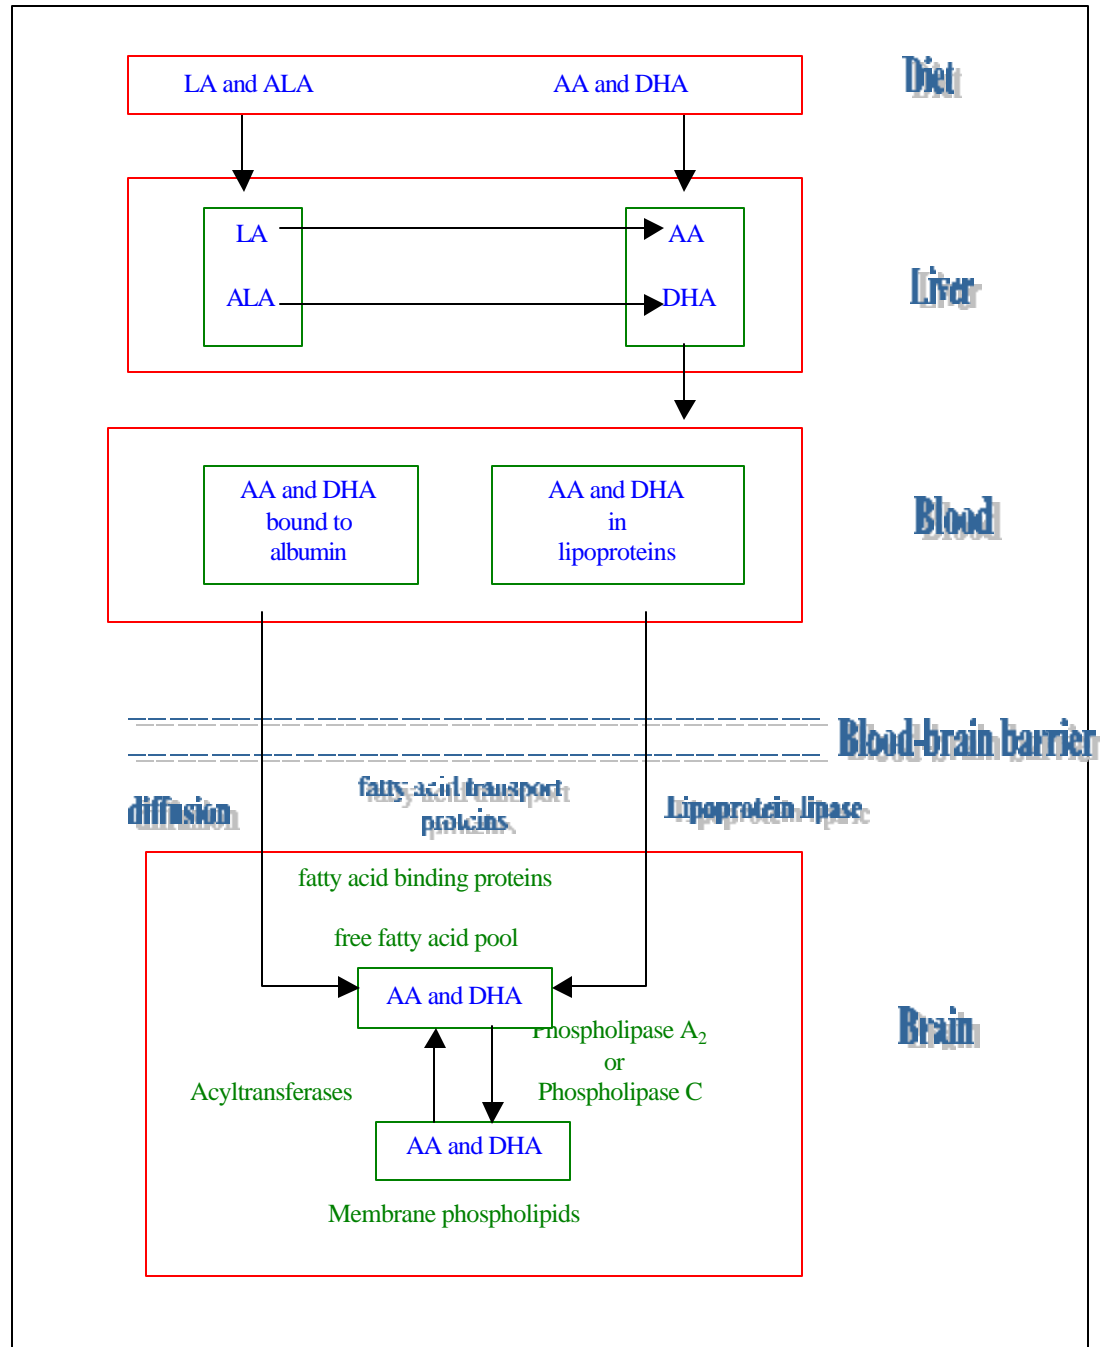 LA and ALA
AA and DHA
Diet
LA
AA
ALA
DHA
Liver
AA and DHA
bound to
albumin
AA and DHA
in
lipoproteins
Blood
Blood-brain barrier
diffusion
fatty acid transport
proteins
Lipoprotein lipase
fatty acid binding proteins
free fatty acid pool
AA and DHA
Phospholipase A₂
or
Phospholipase C
Acyltransferases
AA and DHA
Membrane phospholipids
Brain